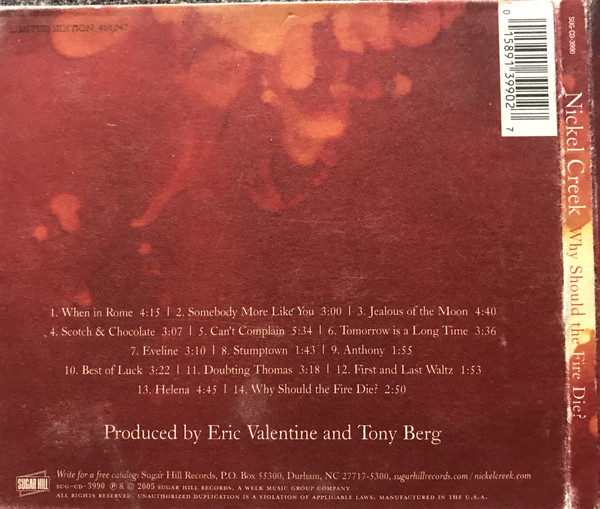 LIMITED EDITION
SUG-CD-3990
0 15891 39902 7
Nickel Creek Why Should the Fire Die?
1. When in Rome 4:15 | 2. Somebody More Like You 3:00 | 3. Jealous of the Moon 4:40
4. Scotch & Chocolate 3:07 | 5. Can't Complain 5:34 | 6. Tomorrow is a Long Time 3:36
7. Eveline 3:10 | 8. Stumptown 1:43 | 9. Anthony 1:55
10. Best of Luck 3:22 | 11. Doubting Thomas 3:18 | 12. First and Last Waltz 1:53
13. Helena 4:45 | 14. Why Should the Fire Die? 2:50
Produced by Eric Valentine and Tony Berg
SUGAR HILL
Write for a free catalog: Sugar Hill Records, P.O. Box 55300, Durham, NC 27717-5300, sugarhillrecords.com / nickelcreek.com
SUG-CD-3990 ℗ & © 2005 SUGAR HILL RECORDS, A WELK MUSIC GROUP COMPANY
ALL RIGHTS RESERVED. UNAUTHORIZED DUPLICATION IS A VIOLATION OF APPLICABLE LAWS. MANUFACTURED IN THE U.S.A.